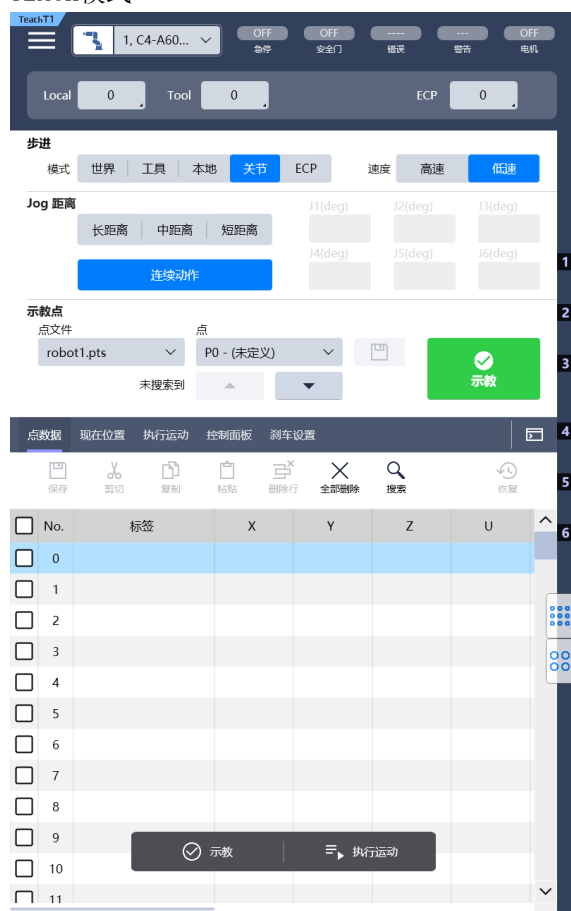 TeachT1
1, C4-A60...
OFF
急停
OFF
安全门
----
错误
---
警告
OFF
电机
Local 0 Tool 0 ECP 0
步进
模式 世界 工具 本地 关节 ECP 速度 高速 低速
Jog 距离
长距离 中距离 短距离
J1(deg) J2(deg) J3(deg)
J4(deg) J5(deg) J6(deg)
连续动作
1
2
3
4
5
6
示教点
点文件 点
robot1.pts P0 - (未定义)
示教
未搜索到
点数据 现在位置 执行运动 控制面板 刹车设置
保存 剪切 复制 粘贴 删除行 全部删除 搜索 恢复
No. 标签 X Y Z U
0
1
2
3
4
5
6
7
8
9
10
11
示教 执行运动